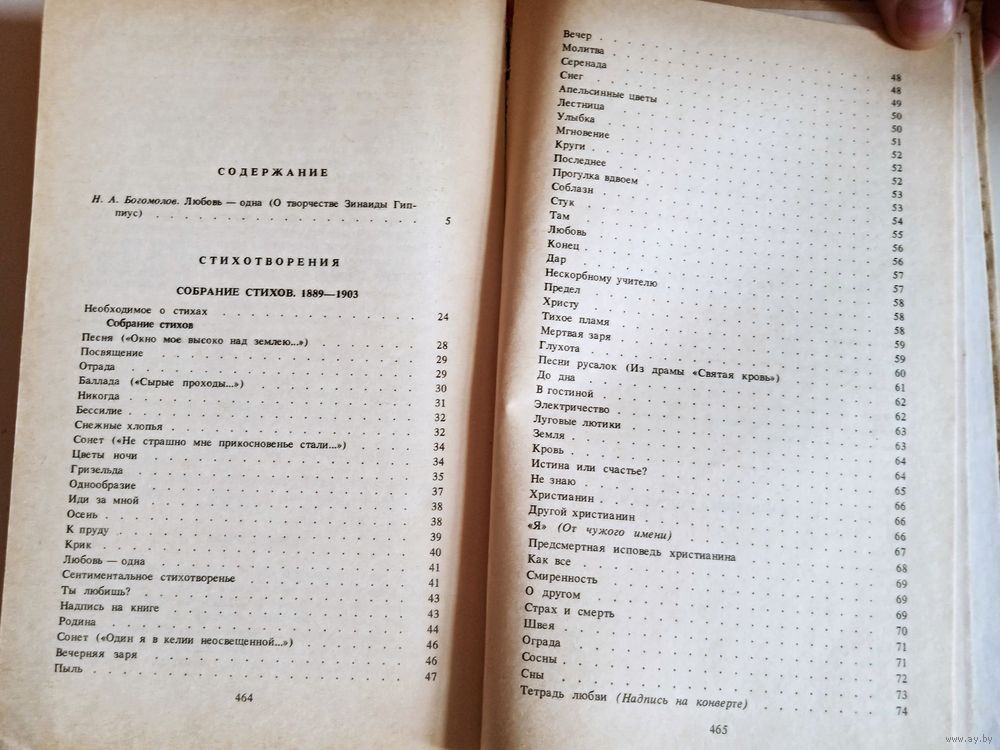 СОДЕРЖАНИЕ
Н. А. Богомолов. Любовь — одна (О творчестве Зинаиды Гип-
пиус) 5
СТИХОТВОРЕНИЯ
СОБРАНИЕ СТИХОВ. 1889—1903
Необходимое о стихах 24
Собрание стихов
Песня («Окно мое высоко над землею...») 28
Посвящение 29
Отрада 29
Баллада («Сырые проходы...») 30
Никогда 31
Бессилие 32
Снежные хлопья 32
Сонет («Не страшно мне прикосновенье стали...») 34
Цветы ночи 34
Гризельда 35
Однообразие 37
Иди за мной 38
Осень 38
К пруду 39
Крик 40
Любовь — одна 41
Сентиментальное стихотворенье 41
Ты любишь? 43
Надпись на книге 43
Родина 44
Сонет («Один я в келии неосвещенной...») 46
Вечерняя заря 46
Пыль 47
464
Вечер 48
Молитва 48
Серенада 49
Снег 50
Апельсинные цветы 50
Лестница 51
Улыбка 52
Мгновение 52
Круги 52
Последнее 53
Прогулка вдвоем 53
Соблазн 54
Стук 55
Там 56
Любовь 56
Конец 57
Дар 57
Нескорбному учителю 58
Предел 58
Христу 58
Тихое пламя 59
Мертвая заря 59
Глухота 60
Песни русалок (Из драмы «Святая кровь») 61
До дна 62
В гостиной 62
Электричество 63
Луговые лютики 63
Земля 64
Кровь 64
Истина или счастье? 65
Не знаю 66
Христианин 66
Другой христианин 66
«Я» (От чужого имени) 67
Предсмертная исповедь христианина 68
Как все 69
Смиренность 69
О другом 69
Страх и смерть 70
Швея 71
Ограда 71
Сосны 72
Сны 73
Тетрадь любви (Надпись на конверте) 74
465
www.ay.by